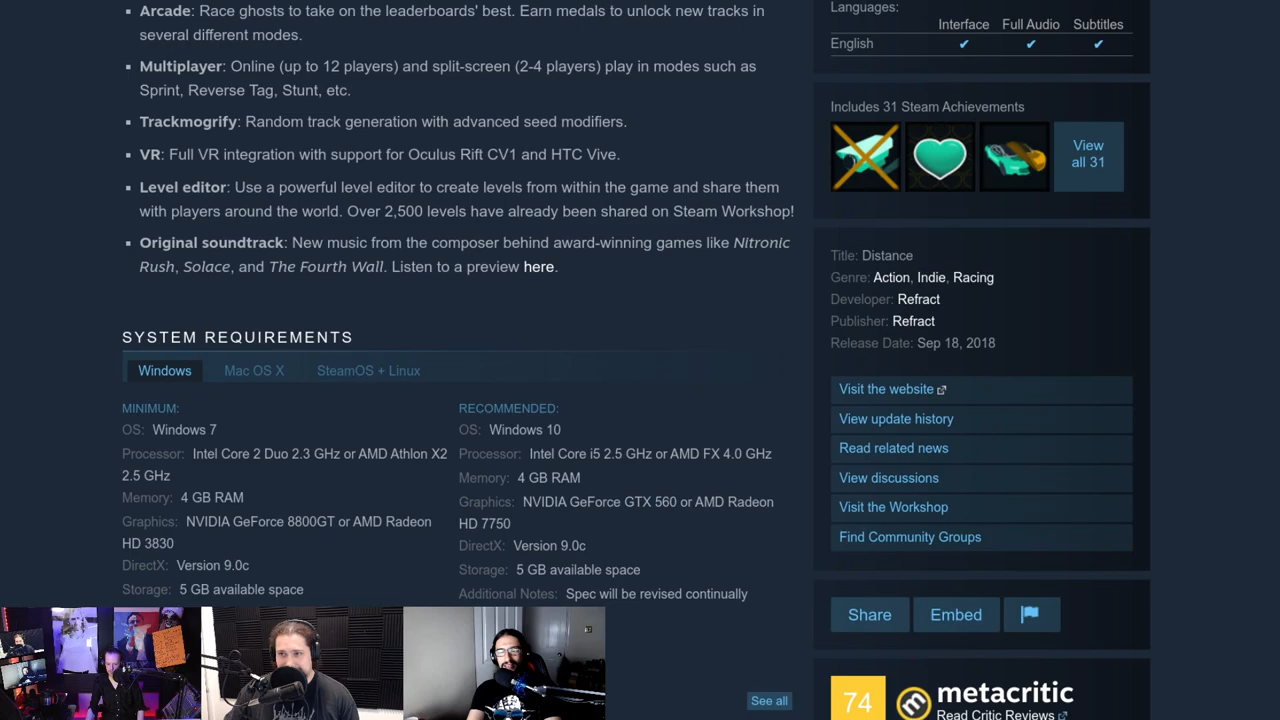 Arcade: Race ghosts to take on the leaderboards' best. Earn medals to unlock new tracks in
several different modes.
Multiplayer: Online (up to 12 players) and split-screen (2-4 players) play in modes such as
Sprint, Reverse Tag, Stunt, etc.
Trackmogrify: Random track generation with advanced seed modifiers.
VR: Full VR integration with support for Oculus Rift CV1 and HTC Vive.
Level editor: Use a powerful level editor to create levels from within the game and share them
with players around the world. Over 2,500 levels have already been shared on Steam Workshop!
Original soundtrack: New music from the composer behind award-winning games like Nitronic
Rush, Solace, and The Fourth Wall. Listen to a preview here.
SYSTEM REQUIREMENTS
Windows Mac OS X SteamOS + Linux
MINIMUM:
OS: Windows 7
Processor: Intel Core 2 Duo 2.3 GHz or AMD Athlon X2
2.5 GHz
Memory: 4 GB RAM
Graphics: NVIDIA GeForce 8800GT or AMD Radeon
HD 3830
DirectX: Version 9.0c
Storage: 5 GB available space
RECOMMENDED:
OS: Windows 10
Processor: Intel Core i5 2.5 GHz or AMD FX 4.0 GHz
Memory: 4 GB RAM
Graphics: NVIDIA GeForce GTX 560 or AMD Radeon
HD 7750
DirectX: Version 9.0c
Storage: 5 GB available space
Additional Notes: Spec will be revised continually
See all
Languages:
Interface Full Audio Subtitles
English ✔ ✔ ✔
Includes 31 Steam Achievements
View
all 31
Title: Distance
Genre: Action, Indie, Racing
Developer: Refract
Publisher: Refract
Release Date: Sep 18, 2018
Visit the website
View update history
Read related news
View discussions
Visit the Workshop
Find Community Groups
Share Embed
74 metacritic
Read Critic Reviews